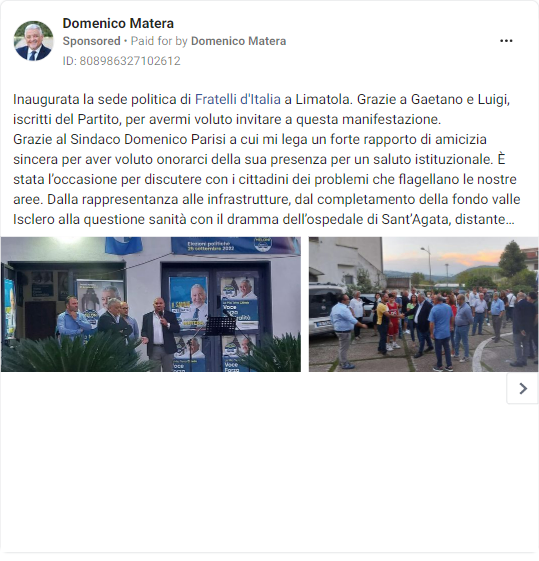 Domenico Matera
Sponsored • Paid for by Domenico Matera
ID: 808986327102612
Inaugurata la sede politica di Fratelli d'Italia a Limatola. Grazie a Gaetano e Luigi,
iscritti del Partito, per avermi voluto invitare a questa manifestazione.
Grazie al Sindaco Domenico Parisi a cui mi lega un forte rapporto di amicizia
sincera per aver voluto onorarci della sua presenza per un saluto istituzionale. È
stata l'occasione per discutere con i cittadini dei problemi che flagellano le nostre
aree. Dalla rappresentanza alle infrastrutture, dal completamento della fondo valle
Isclero alla questione sanità con il dramma dell'ospedale di Sant'Agata, distante...
Elezioni politiche
25 settembre 2022
MELONI
Voce
Forza
Voce
Forza